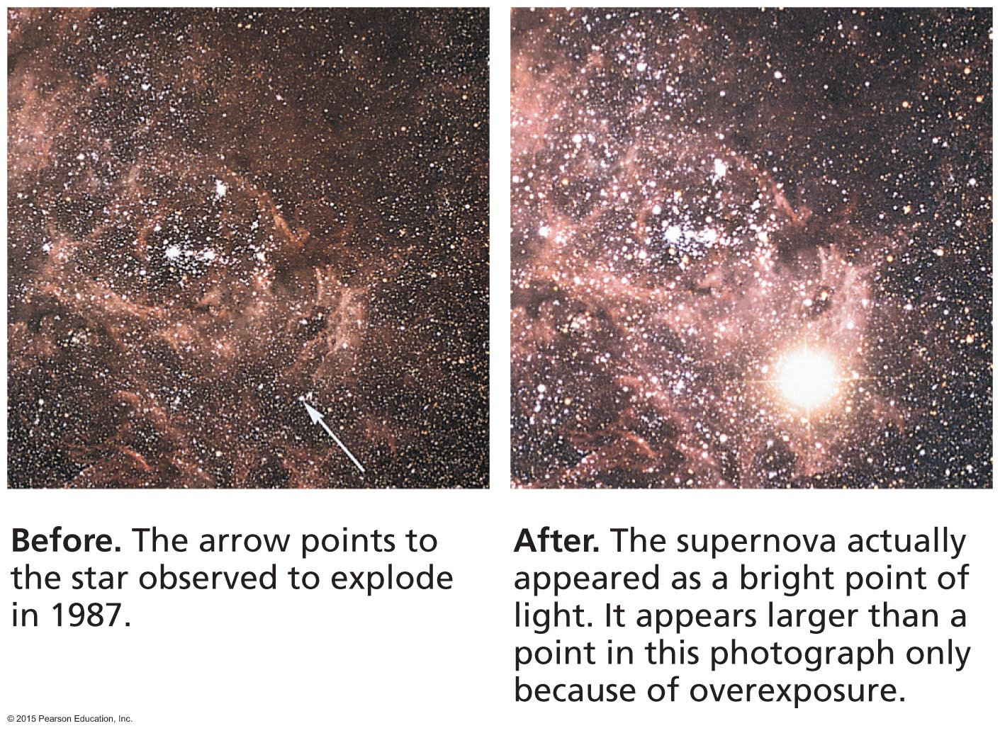 Before. The arrow points to
the star observed to explode
in 1987.
After. The supernova actually
appeared as a bright point of
light. It appears larger than a
point in this photograph only
because of overexposure.
© 2015 Pearson Education, Inc.